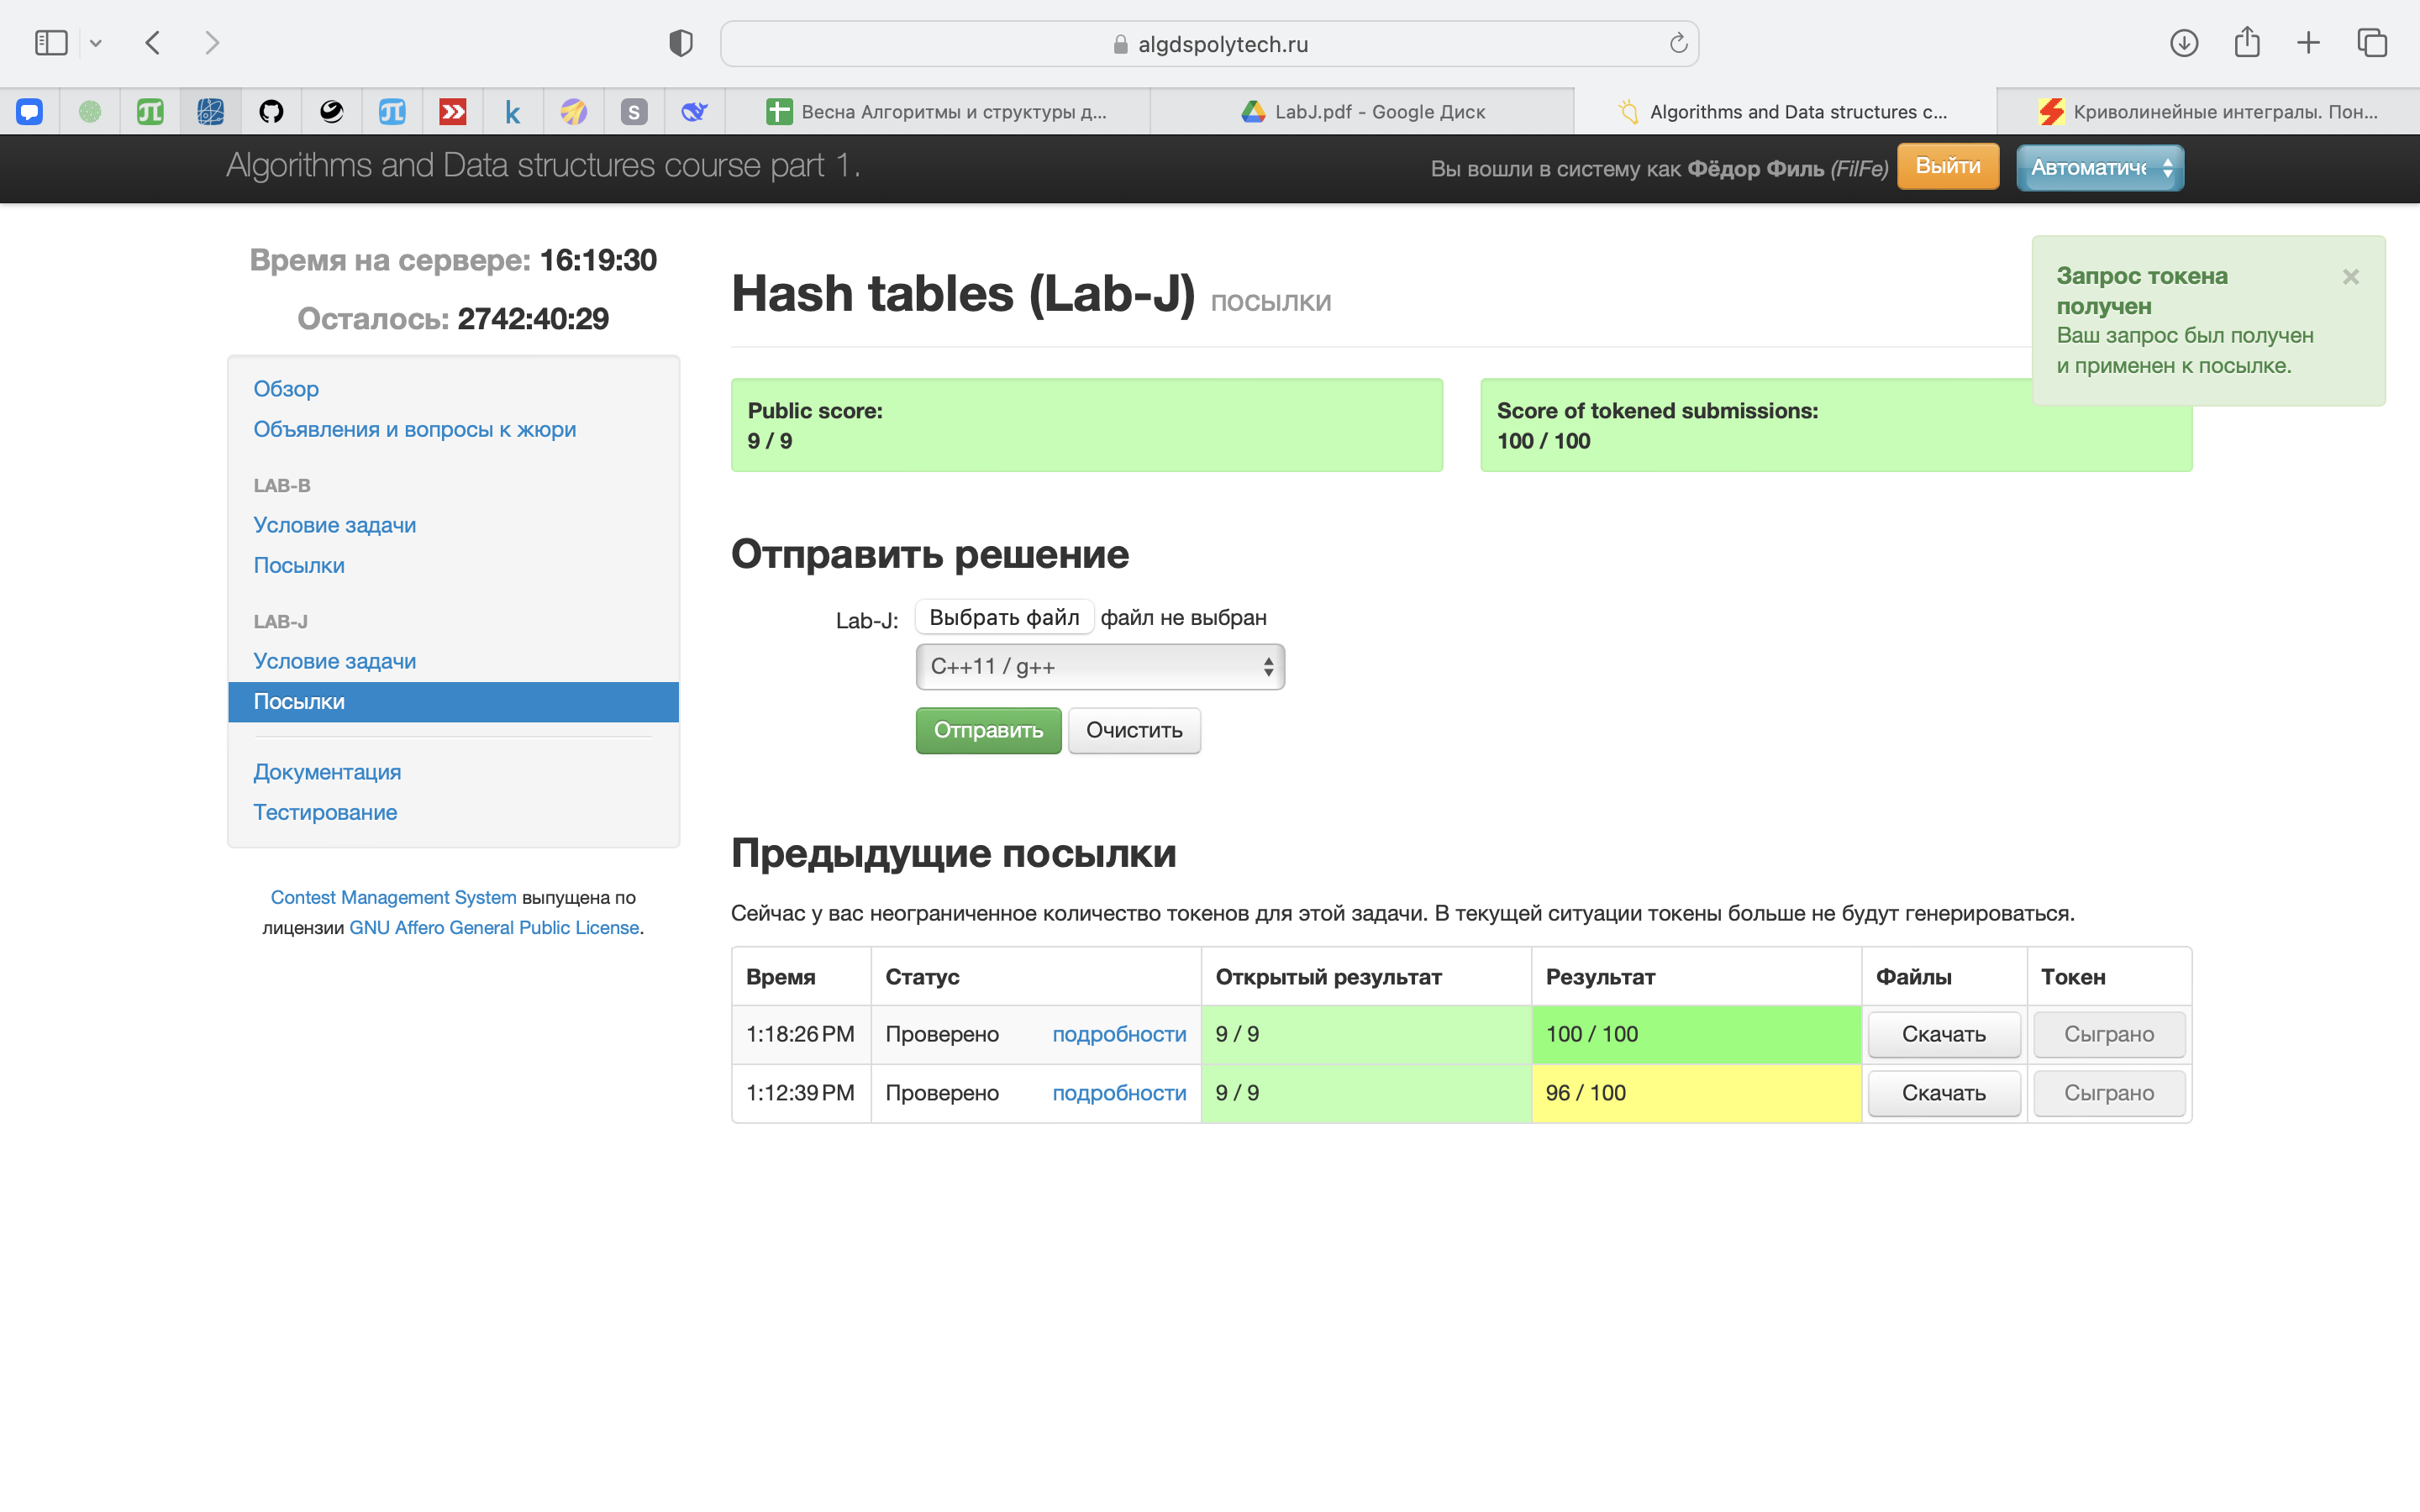 algdspolytech.ru
Весна Алгоритмы и структуры д...
LabJ.pdf - Google Диск
Algorithms and Data structures c...
Криволинейные интегралы. Пон...
Algorithms and Data structures course part 1.
Вы вошли в систему как Фёдор Филь (FilFe)
Выйти
Автоматиче
Время на сервере: 16:19:30
Осталось: 2742:40:29
Обзор
Объявления и вопросы к жюри
LAB-B
Условие задачи
Посылки
LAB-J
Условие задачи
Посылки
Документация
Тестирование
Contest Management System выпущена по
лицензии GNU Affero General Public License.
Hash tables (Lab-J) посылки
Запрос токена
получен
Ваш запрос был получен
и применен к посылке.
Public score:
9 / 9
Score of tokened submissions:
100 / 100
Отправить решение
Lab-J: Выбрать файл файл не выбран
C++11 / g++
Отправить Очистить
Предыдущие посылки
Сейчас у вас неограниченное количество токенов для этой задачи. В текущей ситуации токены больше не будут генерироваться.
Время Статус Открытый результат Результат Файлы Токен
1:18:26 PM Проверено подробности 9 / 9 100 / 100 Скачать Сыграно
1:12:39 PM Проверено подробности 9 / 9 96 / 100 Скачать Сыграно